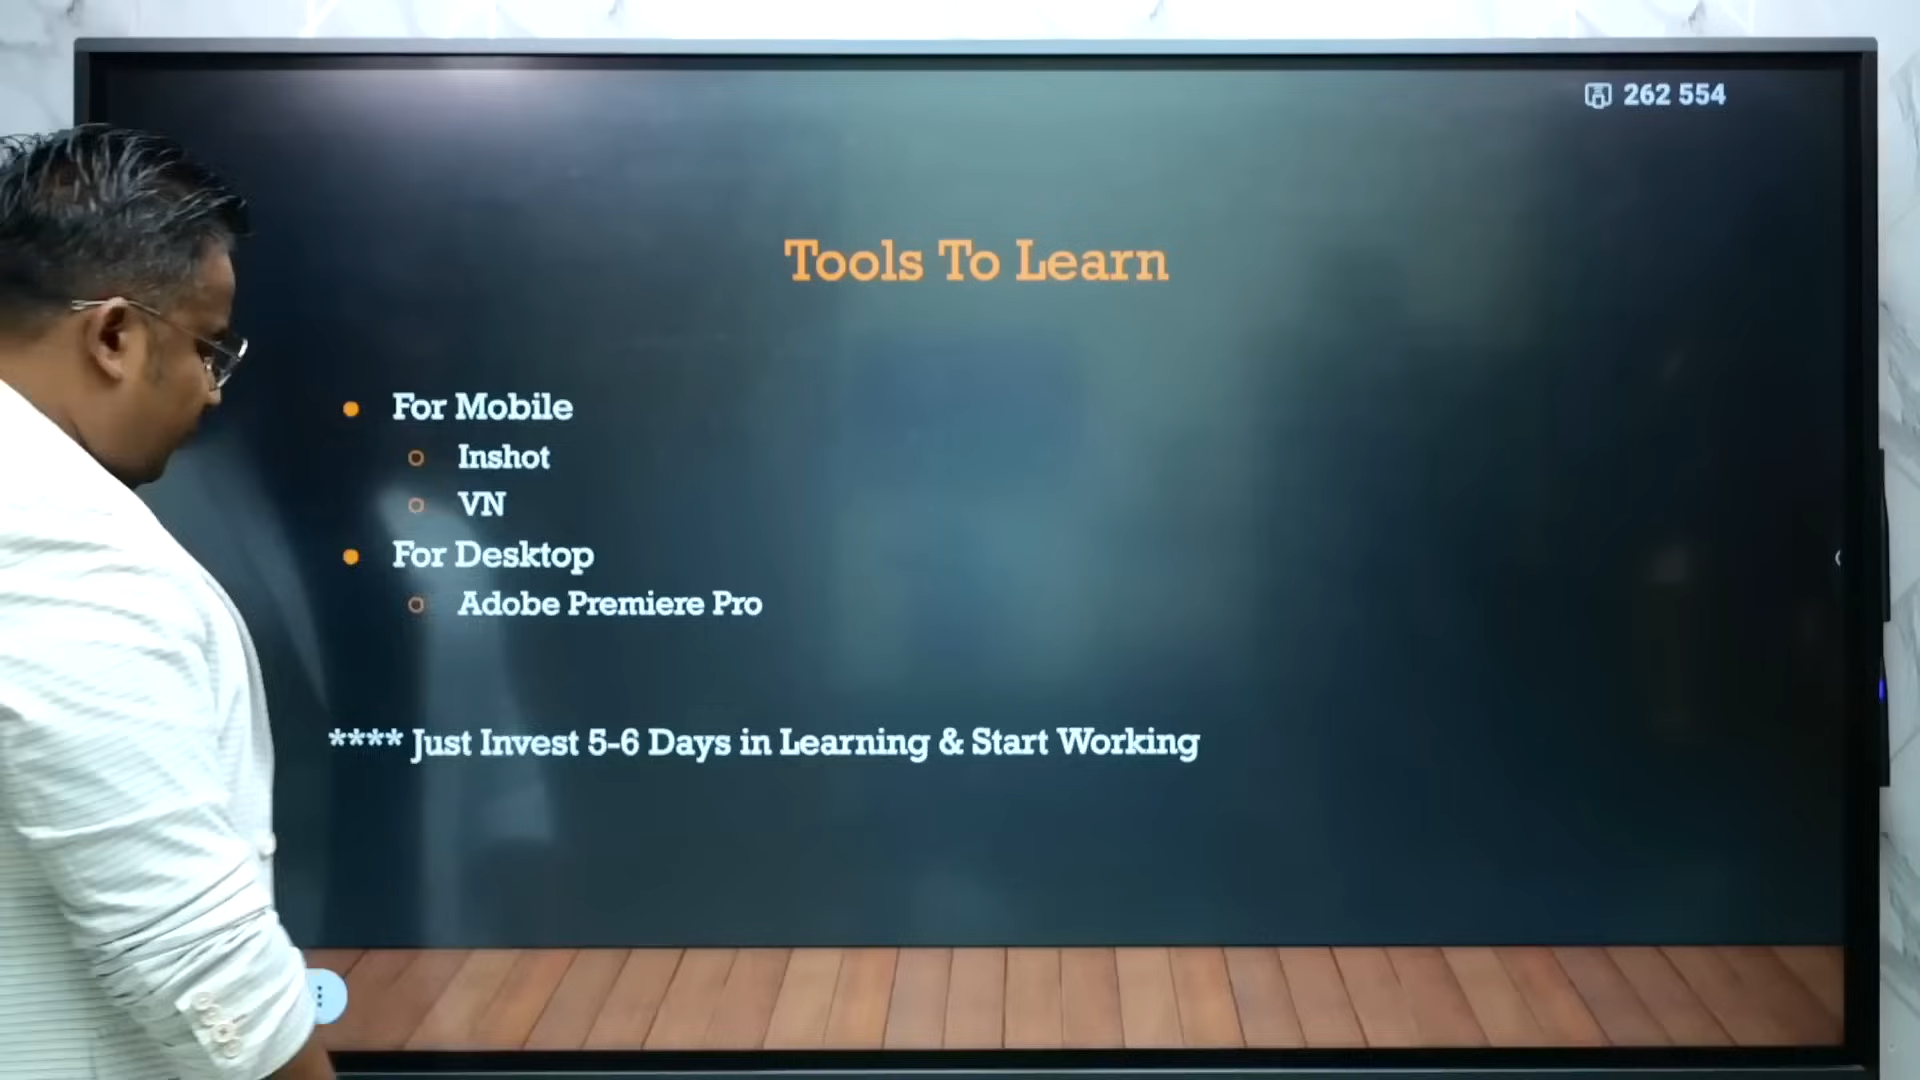 262 554
Tools To Learn
For Mobile
Inshot
VN
For Desktop
Adobe Premiere Pro
**** Just Invest 5-6 Days in Learning & Start Working